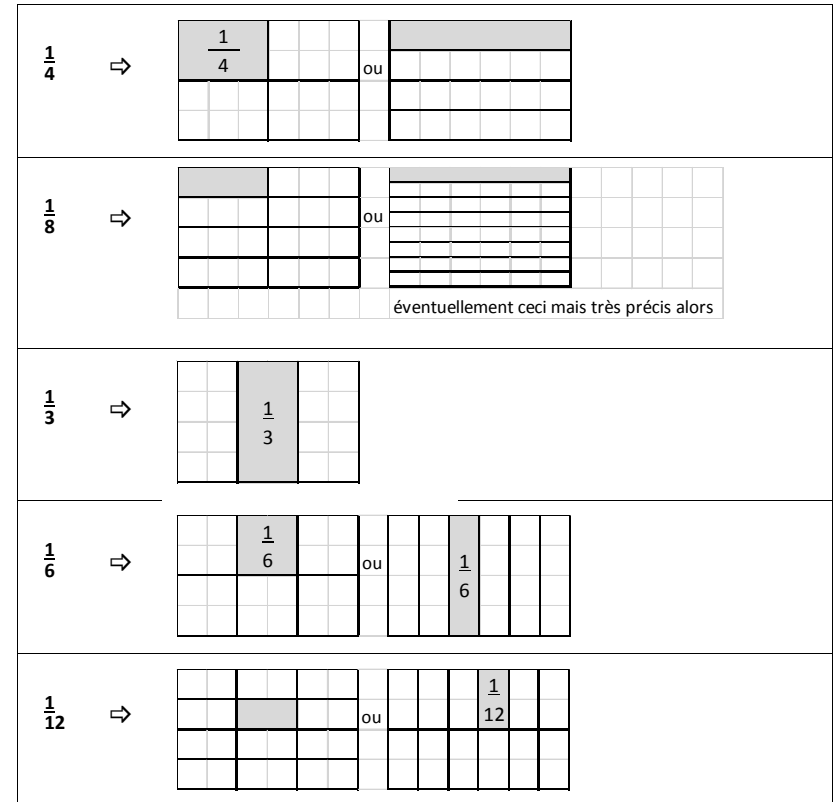 1/4 ⇨ 1/4 ou
1/8 ⇨ ou
éventuellement ceci mais très précis alors
1/3 ⇨ 1/3
1/6 ⇨ 1/6 ou 1/6
1/12 ⇨ ou 1/12